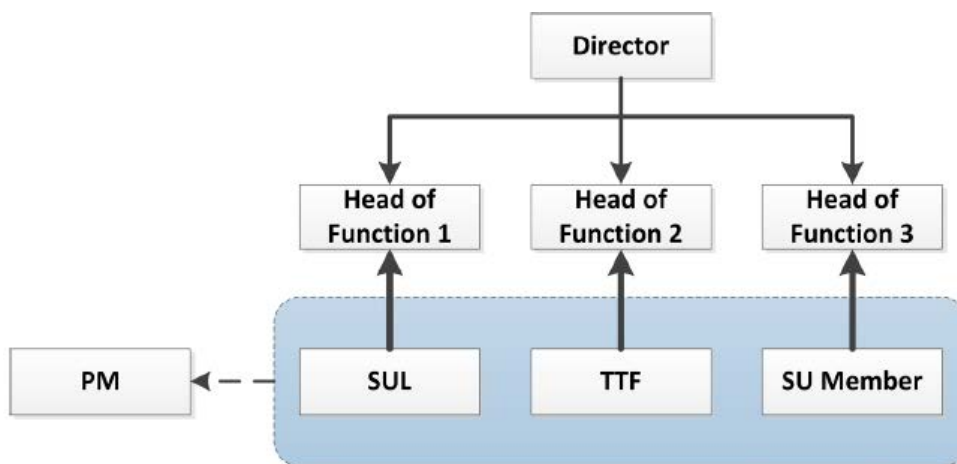 Director
Head of
Function 1
Head of
Function 2
Head of
Function 3
PM
SUL
TTF
SU Member